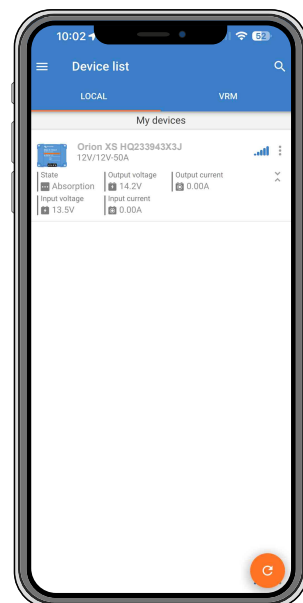 10:02
62
Device list
LOCAL
VRM
My devices
Orion XS HQ233943X3J
12V/12V-50A
State
Output voltage
Output current
Absorption
14.2V
0.00A
Input voltage
Input current
13.5V
0.00A